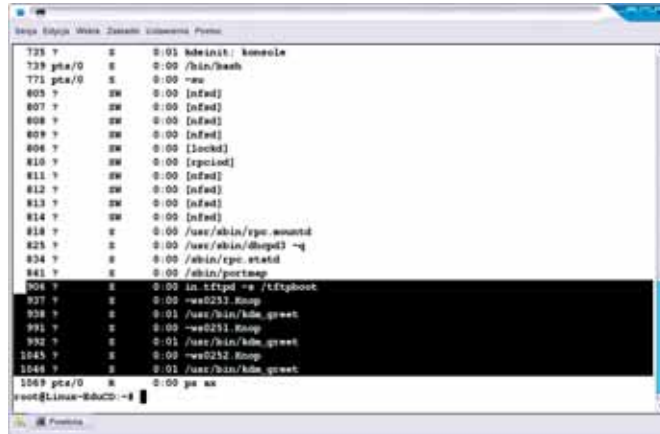 Sesja Edycja Widok Zakładki Ustawienia Pomoc
735 ? S 0:01 kdeinit: konsole
739 pts/0 S 0:00 /bin/bash
771 pts/0 S 0:00 -su
805 ? SW 0:00 [nfsd]
807 ? SW 0:00 [nfsd]
808 ? SW 0:00 [nfsd]
809 ? SW 0:00 [nfsd]
806 ? SW 0:00 [lockd]
810 ? SW 0:00 [rpciod]
811 ? SW 0:00 [nfsd]
812 ? SW 0:00 [nfsd]
813 ? SW 0:00 [nfsd]
814 ? SW 0:00 [nfsd]
818 ? S 0:00 /usr/sbin/rpc.mountd
825 ? S 0:00 /usr/sbin/dhcpd3 -q
834 ? S 0:00 /sbin/rpc.statd
841 ? S 0:00 /sbin/portmap
906 ? S 0:00 in.tftpd -s /tftpboot
937 ? S 0:00 -ws0253.Knop
938 ? S 0:01 /usr/bin/kdm_greet
991 ? S 0:00 -ws0251.Knop
992 ? S 0:01 /usr/bin/kdm_greet
1045 ? S 0:00 -ws0252.Knop
1046 ? S 0:01 /usr/bin/kdm_greet
1069 pts/0 R 0:00 ps ax
root@Linux-EduCD:~#
Powłoka